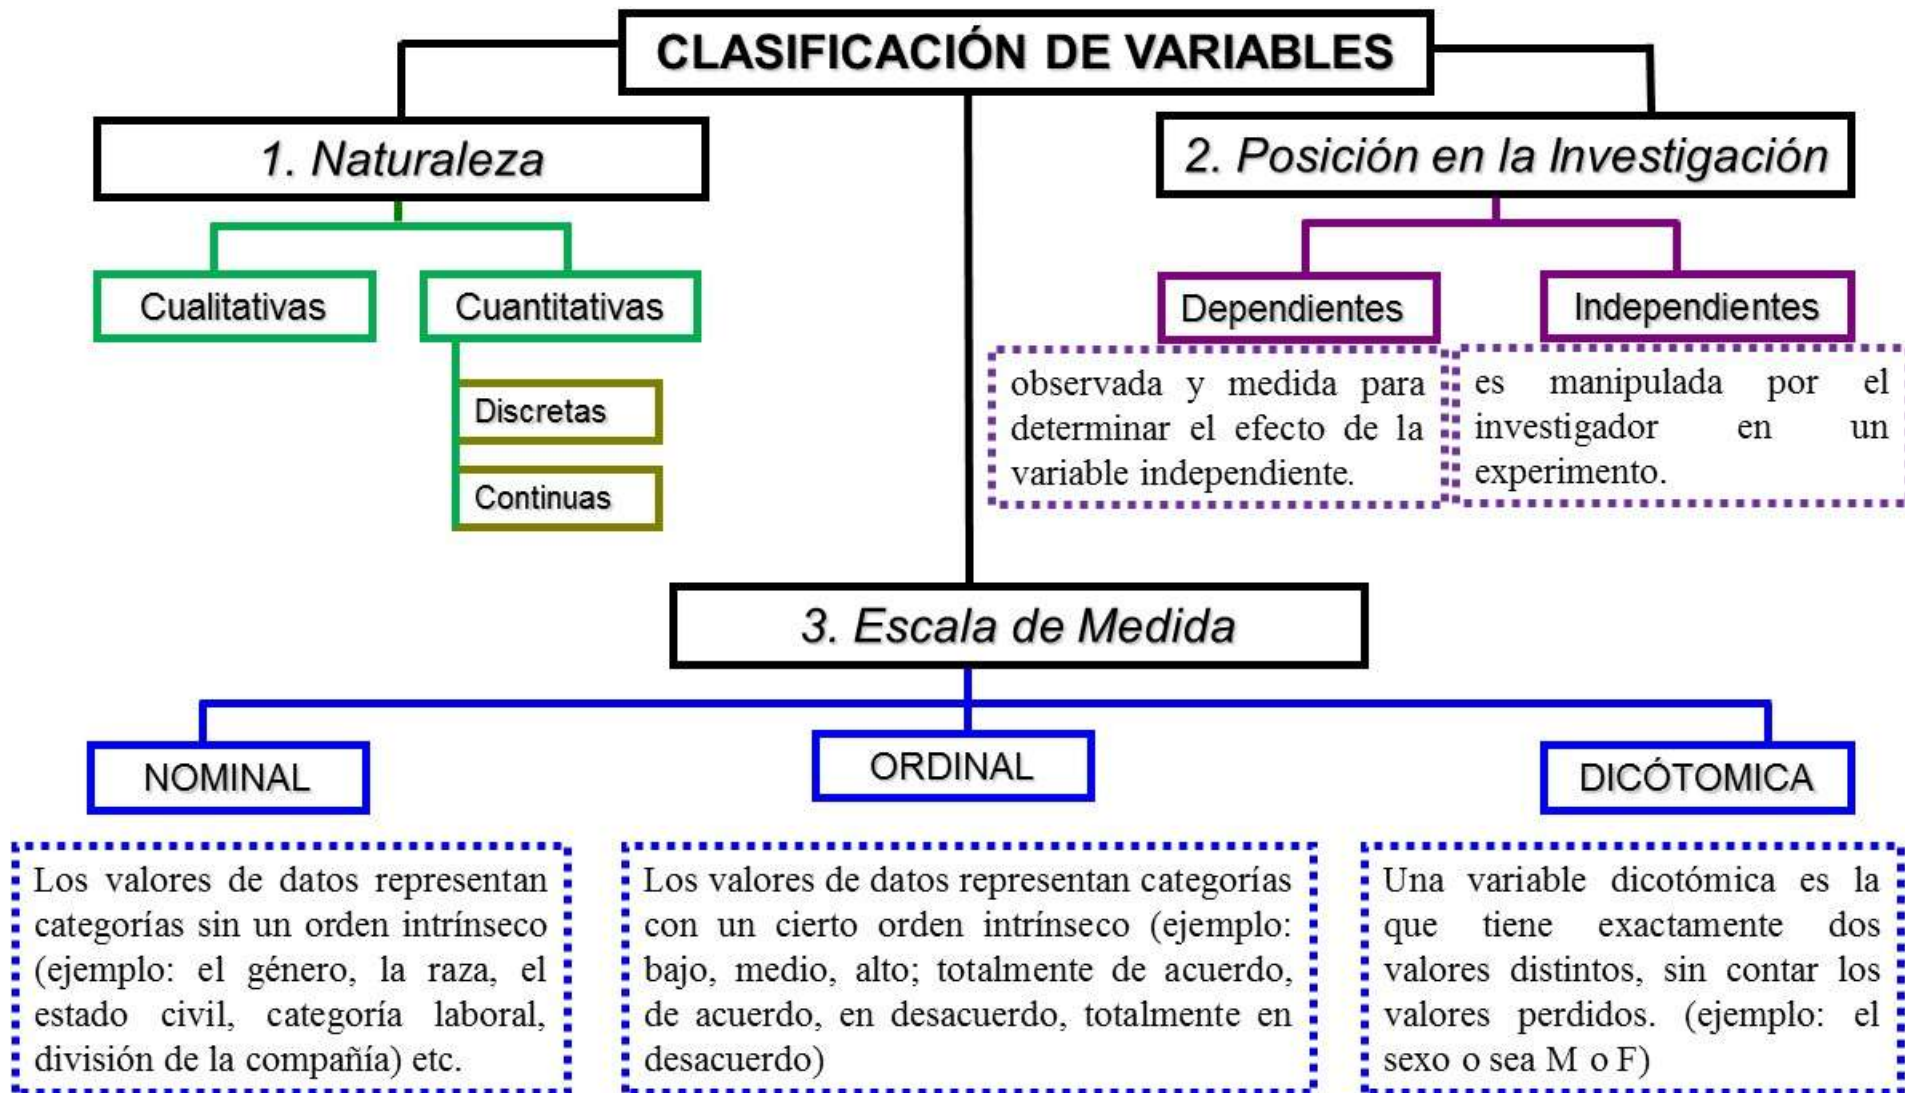 CLASIFICACIÓN DE VARIABLES
1. Naturaleza
2. Posición en la Investigación
Cualitativas
Cuantitativas
Discretas
Continuas
Dependientes
Independientes
observada y medida para
determinar el efecto de la
variable independiente.
es manipulada por el
investigador en un
experimento.
3. Escala de Medida
NOMINAL
ORDINAL
DICÓTOMICA
Los valores de datos representan
categorías sin un orden intrínseco
(ejemplo: el género, la raza, el
estado civil, categoría laboral,
división de la compañía) etc.
Los valores de datos representan categorías
con un cierto orden intrínseco (ejemplo:
bajo, medio, alto; totalmente de acuerdo,
de acuerdo, en desacuerdo, totalmente en
desacuerdo)
Una variable dicotómica es la
que tiene exactamente dos
valores distintos, sin contar los
valores perdidos. (ejemplo: el
sexo o sea M o F)